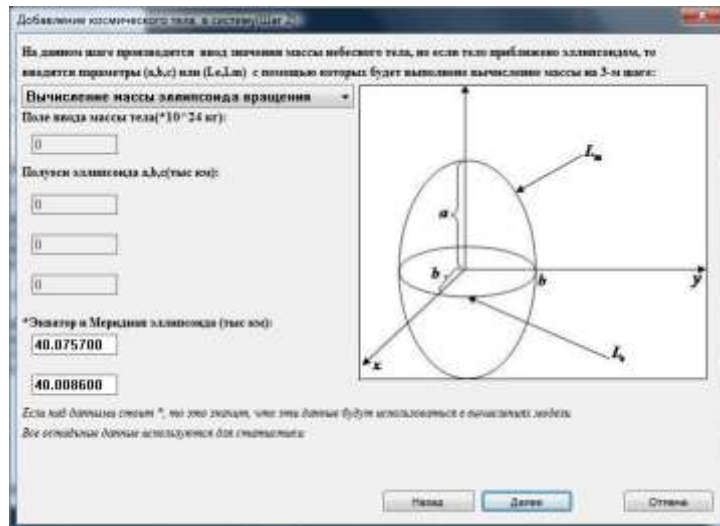 Добавление космического тела в систему(Шаг 2)
На данном шаге производится ввод значения массы небесного тела, но если тело приближено эллипсоидом, то
вводятся параметры (a,b,c) или (Le,Lm) с помощью которых будет выполнено вычисление массы на 3-м шаге:
Вычисление массы эллипсоида вращения
Поле ввода массы тела(*10^24 кг):
0
Полуоси эллипсоида a,b,c(тыс км):
0
0
0
*Экватор и Меридиан эллипсоида (тыс км):
40.075700
40.008600
Lm
a
b
b
y
x
Если над данными стоит *, то это значит, что эти данные будут использоваться в вычислениях модели
Все остальные данные используются для статистики
Назад
Далее
Отмена